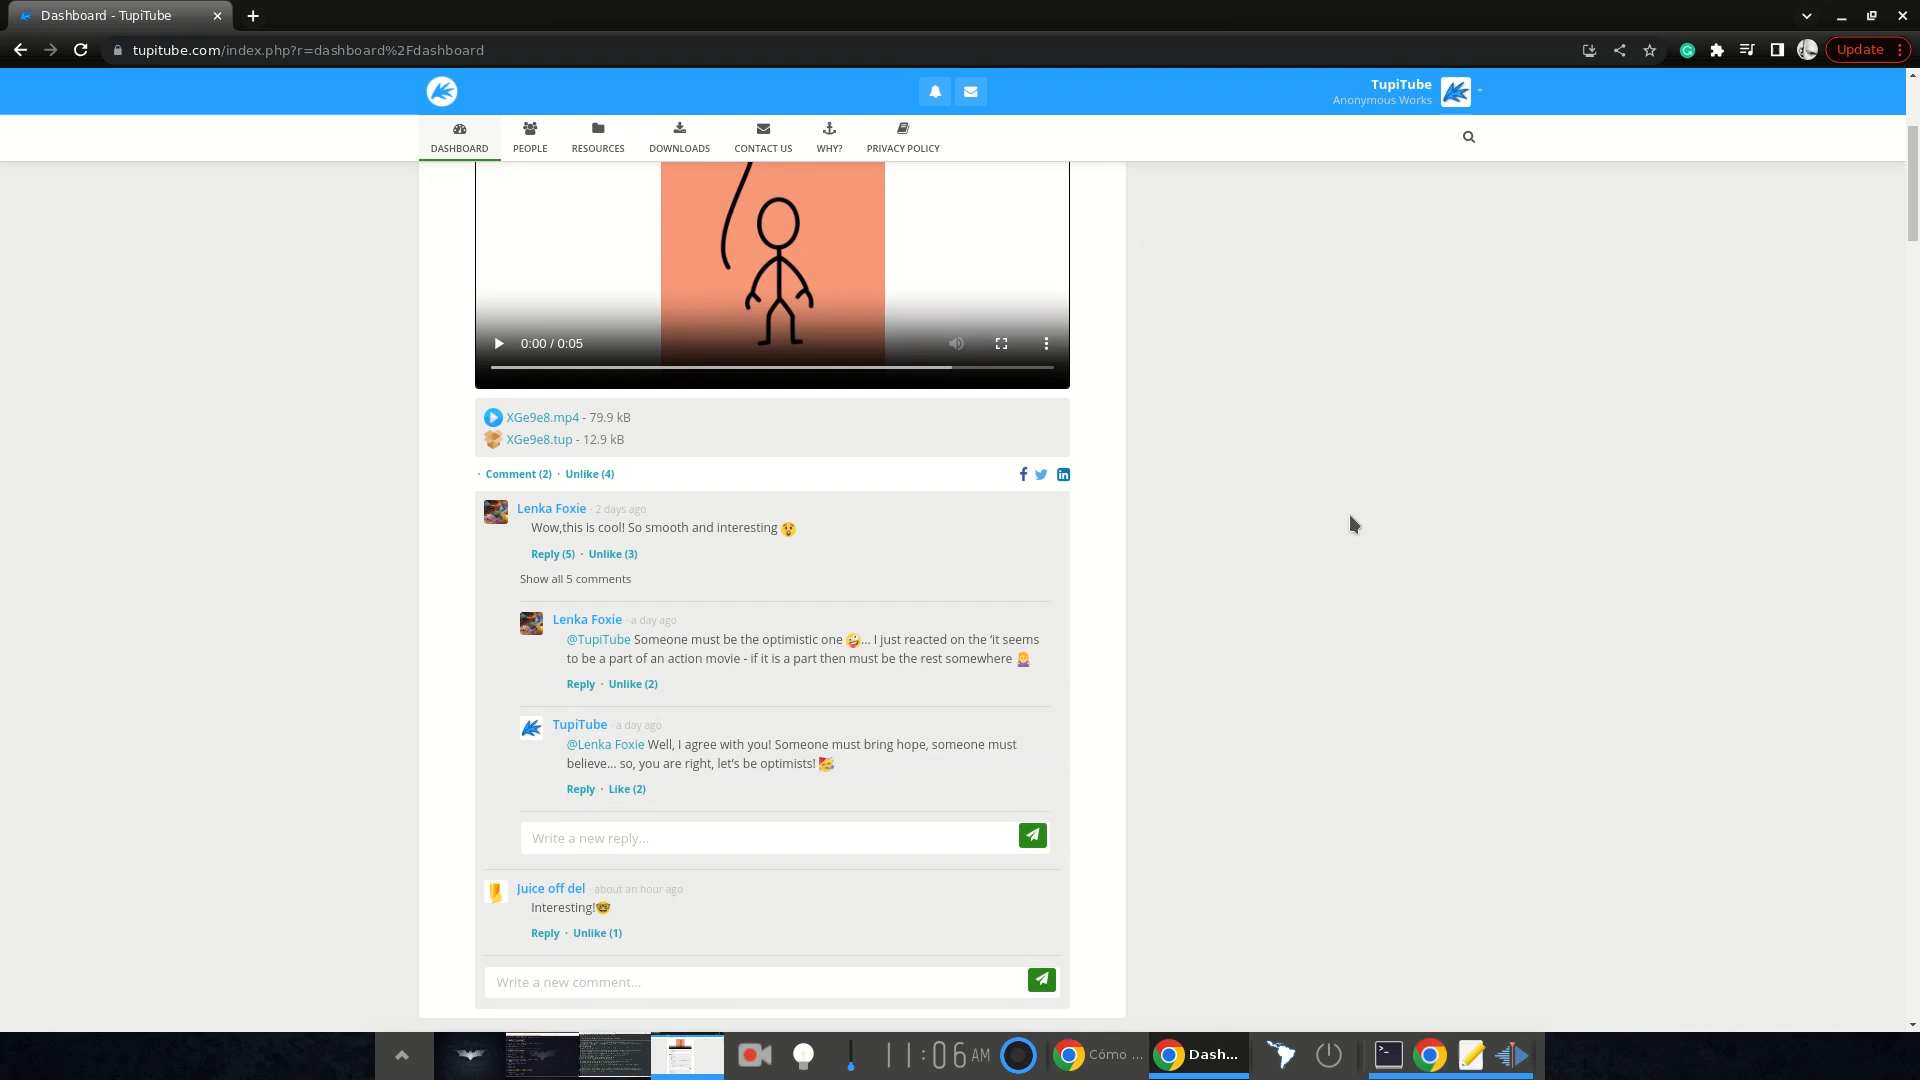 Dashboard - TupiTube
tupitube.com/index.php?r=dashboard%2Fdashboard
Update
TupiTube
Anonymous Works
DASHBOARD
PEOPLE
RESOURCES
DOWNLOADS
CONTACT US
WHY?
PRIVACY POLICY
0:00 / 0:05
XGe9e8.mp4 - 79.9 kB
XGe9e8.tup - 12.9 kB
· Comment (2) · Unlike (4)
Lenka Foxie · 2 days ago
Wow,this is cool! So smooth and interesting 😲
Reply (5) · Unlike (3)
Show all 5 comments
Lenka Foxie · a day ago
@TupiTube Someone must be the optimistic one 🤪... I just reacted on the ‘it seems
to be a part of an action movie - if it is a part then must be the rest somewhere 🤷‍♀️
Reply · Unlike (2)
TupiTube · a day ago
@Lenka Foxie Well, I agree with you! Someone must bring hope, someone must
believe... so, you are right, let’s be optimists! 🥳
Reply · Like (2)
Write a new reply...
Juice off del · about an hour ago
Interesting!🤓
Reply · Unlike (1)
Write a new comment...
11:06 AM
Cómo ...
Dash...